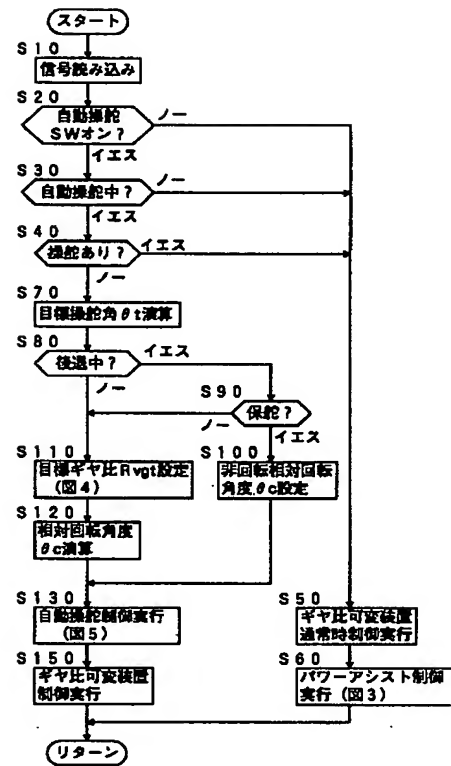 スタート
S10
信号読み込み
S20
自動操舵
SWオン?
ノー
イエス
S30
自動操舵中?
ノー
イエス
S40
操舵あり?
イエス
ノー
S70
目標操舵角θt演算
S80
後退中?
イエス
ノー
S90
保舵?
ノー
イエス
S110
目標ギヤ比Rvgt設定
(図4)
S100
非回転相対回転
角度θc設定
S120
相対回転角度
θc演算
S130
自動操舵制御実行
(図5)
S50
ギヤ比可変装置
通常時制御実行
S150
ギヤ比可変装置
制御実行
S60
パワーアシスト制御
実行(図3)
リターン